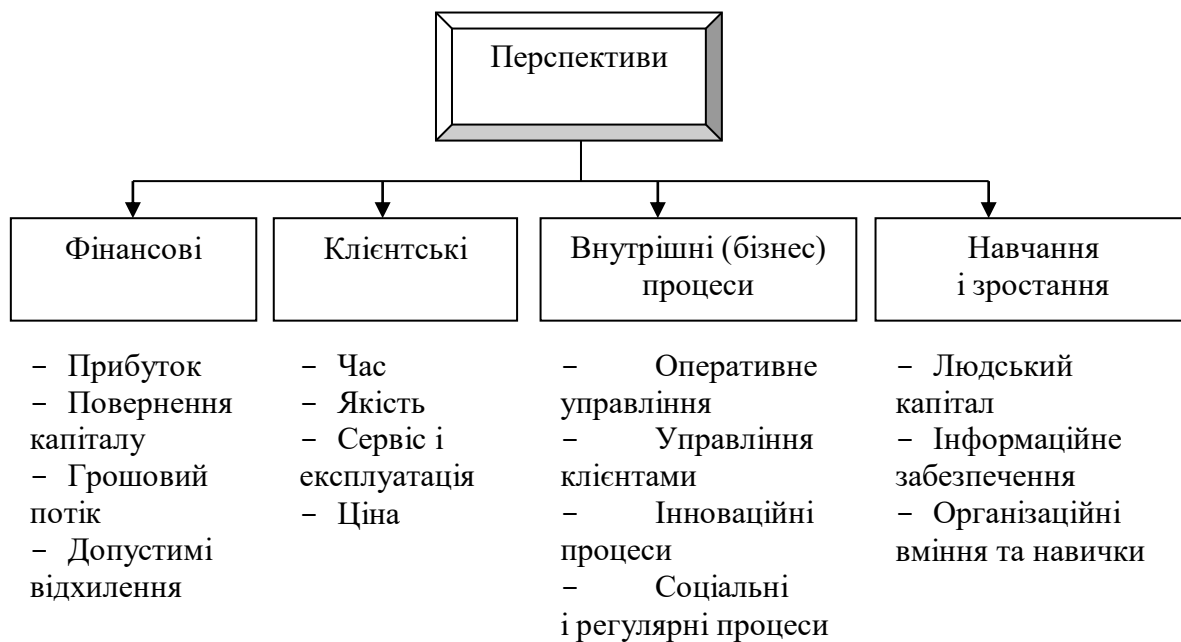 Перспективи
Фінансові
Клієнтські
Внутрішні (бізнес)
процеси
Навчання
і зростання
− Прибуток
− Повернення
капіталу
− Грошовий
потік
− Допустимі
відхилення
− Час
− Якість
− Сервіс і
експлуатація
− Ціна
− Оперативне
управління
− Управління
клієнтами
− Інноваційні
процеси
− Соціальні
і регулярні процеси
− Людський
капітал
− Інформаційне
забезпечення
− Організаційні
вміння та навички